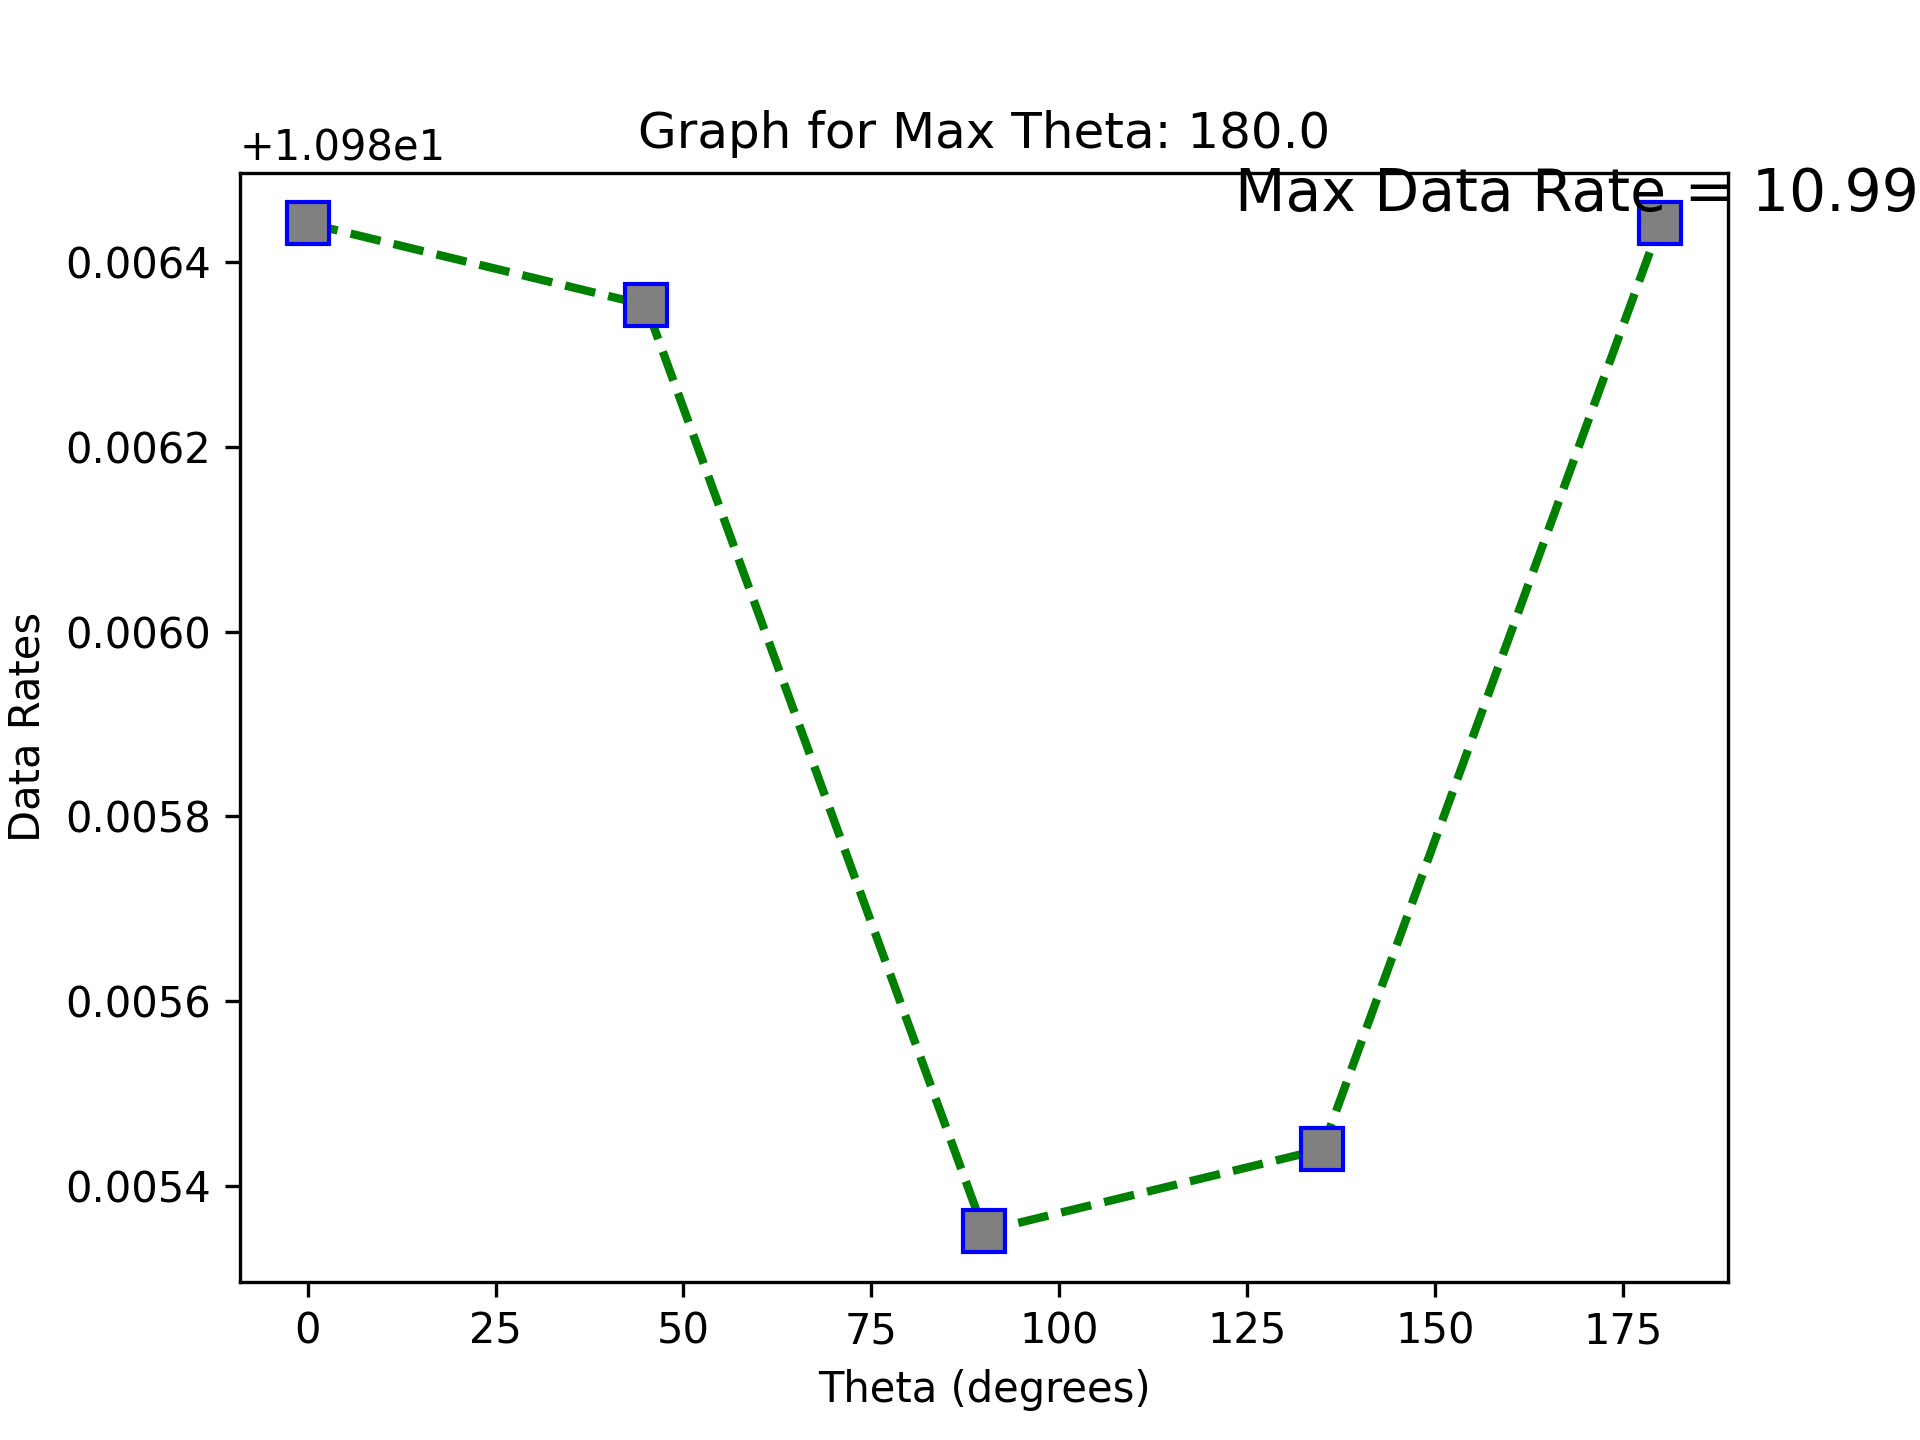 Graph for Max Theta: 180.0
+1.098e1
Max Data Rate = 10.99
0.0064
0.0062
0.0060
0.0058
0.0056
0.0054
Data Rates
0 25 50 75 100 125 150 175
Theta (degrees)